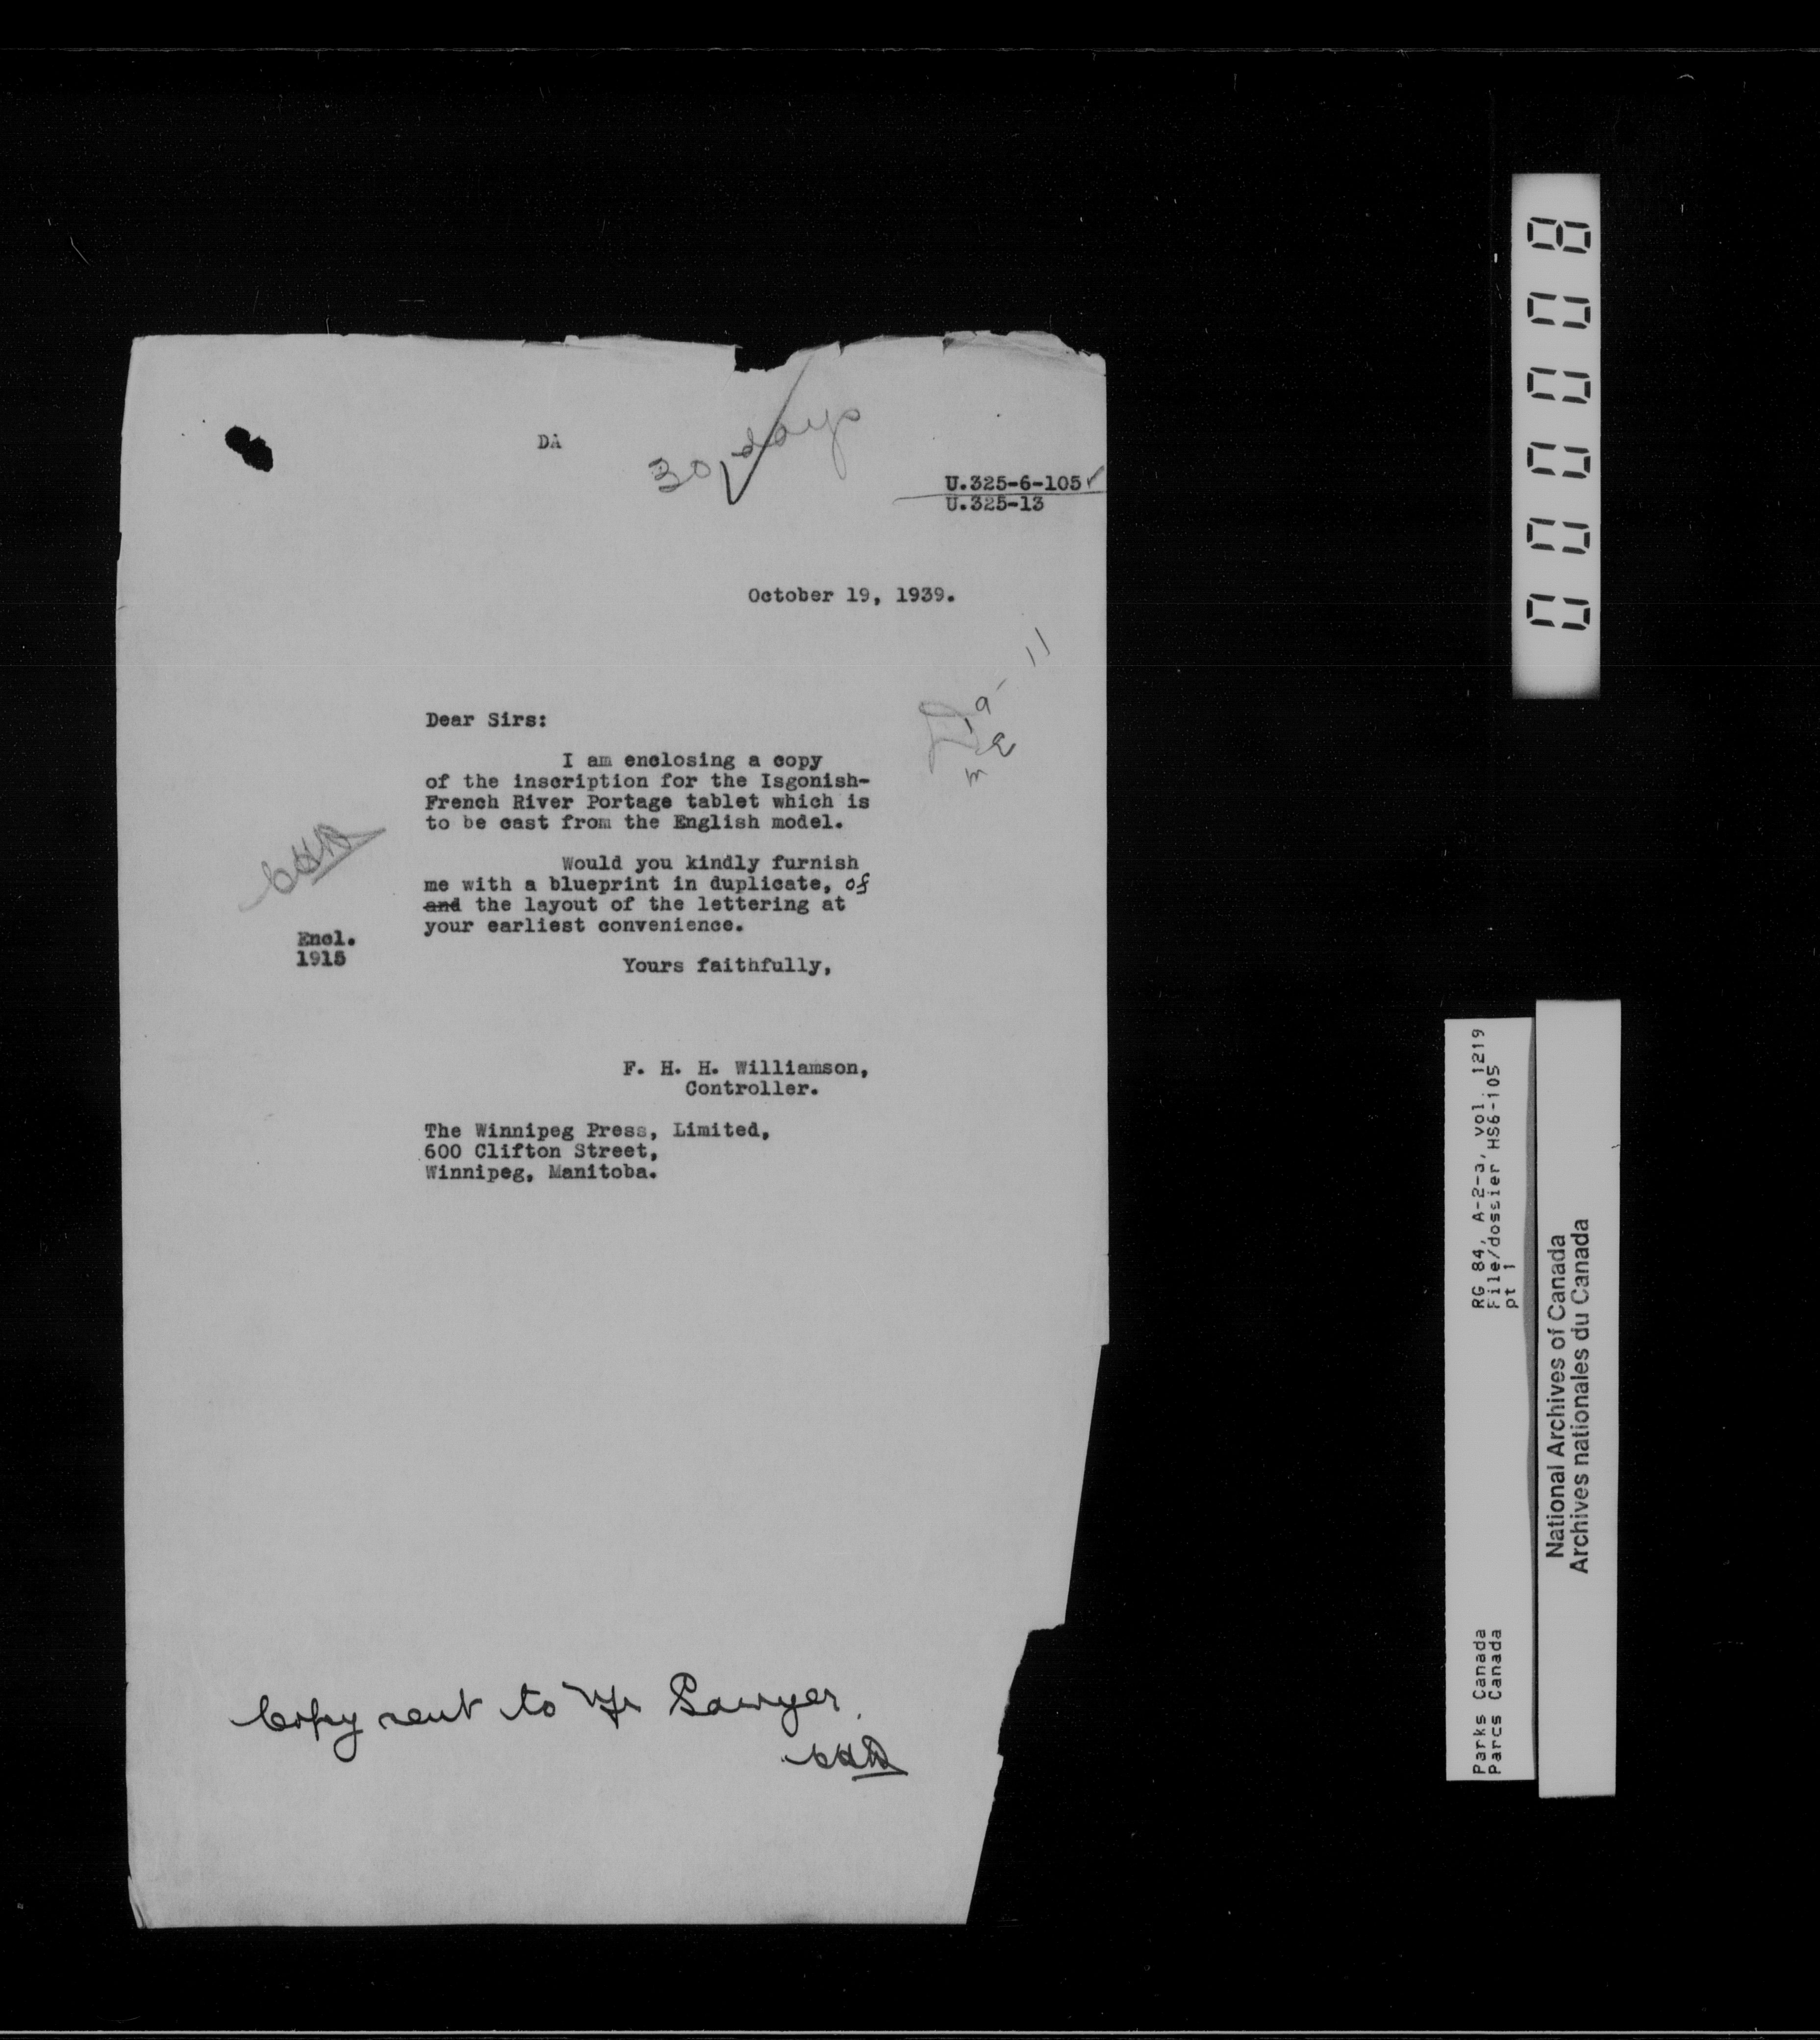 DA
30 days
U.325-6-105
U.325-13
October 19, 1939.
Dear Sirs:
I am enclosing a copy
of the inscription for the Isgonish-
French River Portage tablet which is
to be cast from the English model.
Would you kindly furnish
me with a blueprint in duplicate, of
and the layout of the lettering at
your earliest convenience.
Encl.
1915
Yours faithfully,
F. H. H. Williamson,
Controller.
The Winnipeg Press, Limited,
600 Clifton Street,
Winnipeg, Manitoba.
Copy sent to Mr Sawyer.
000008
RG 84, A-2-a, vol. 1219
File/dossier HS6-105
pt 1
Parks Canada
Parcs Canada
National Archives of Canada
Archives nationales du Canada